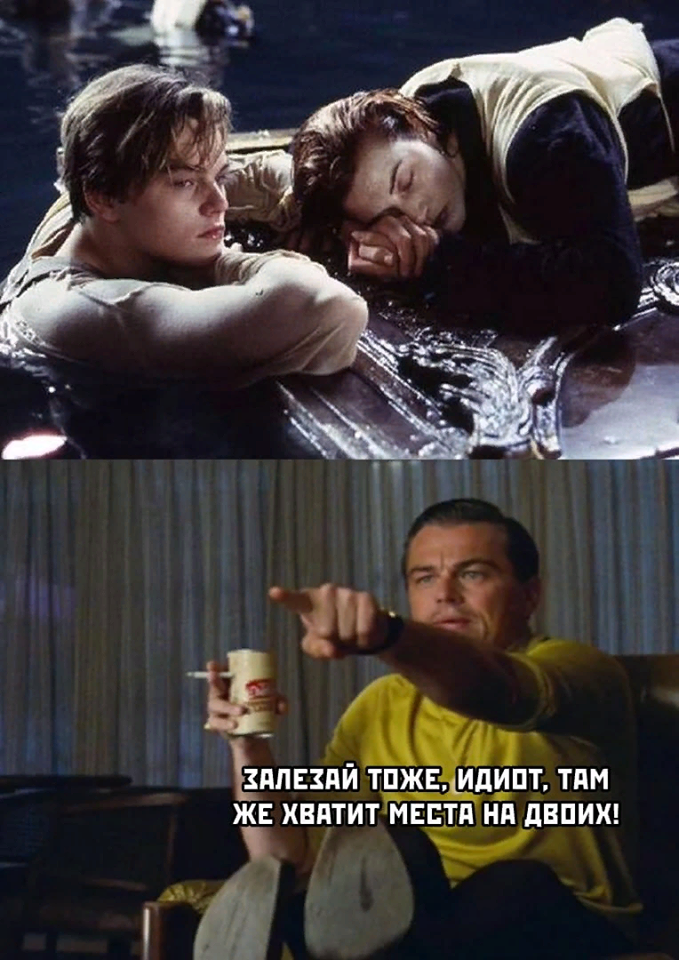 ЗАЛЕЗАЙ ТОЖЕ, ИДИОТ, ТАМ
ЖЕ ХВАТИТ МЕСТА НА ДВОИХ!